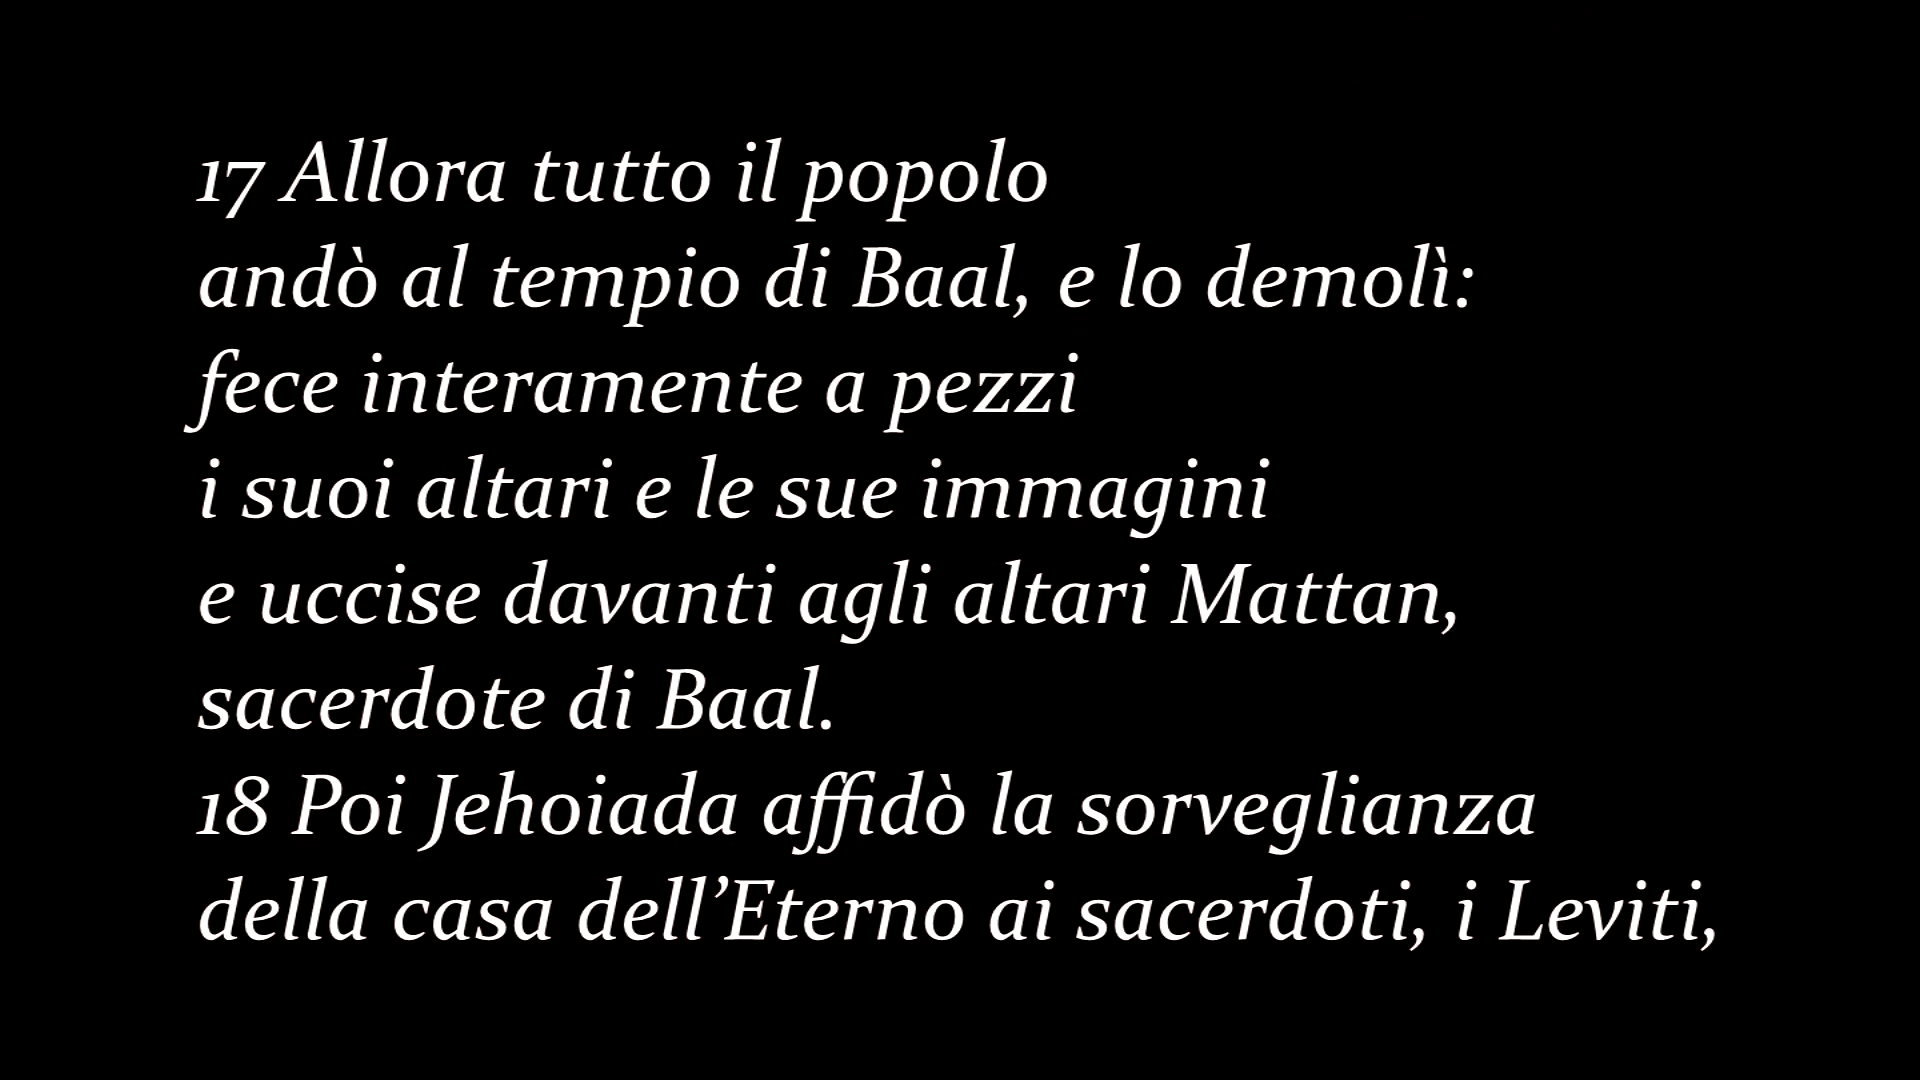 17 Allora tutto il popolo
andò al tempio di Baal, e lo demolì:
fece interamente a pezzi
i suoi altari e le sue immagini
e uccise davanti agli altari Mattan,
sacerdote di Baal.
18 Poi Jehoiada affidò la sorveglianza
della casa dell’Eterno ai sacerdoti, i Leviti,